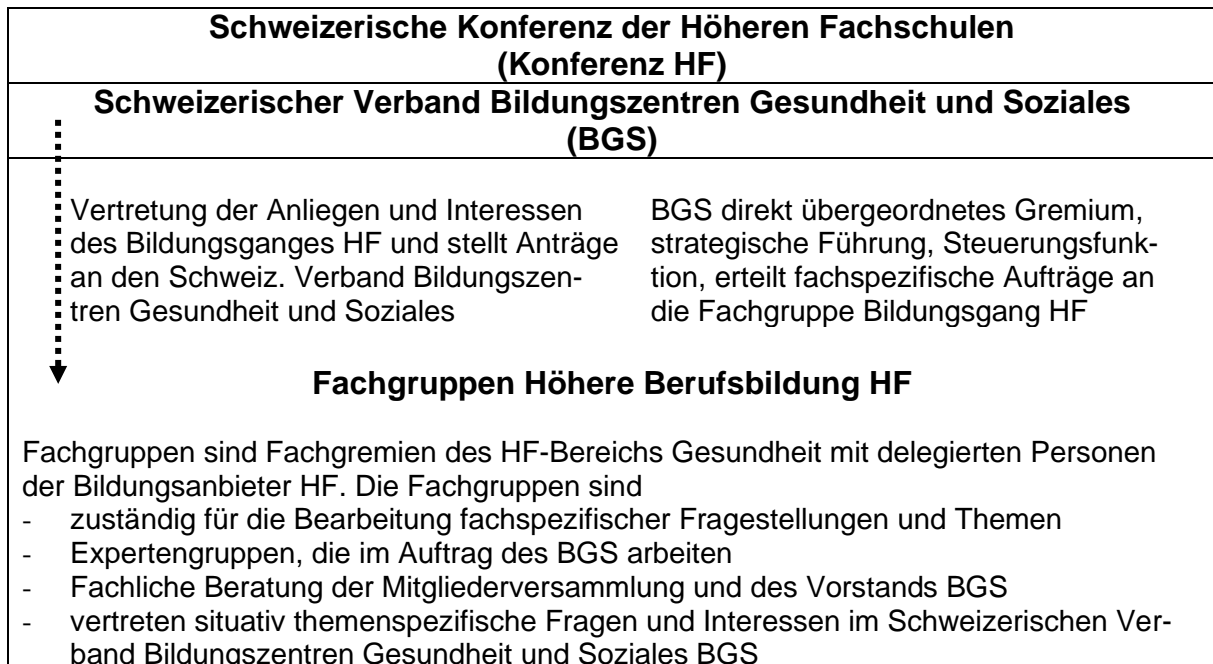 Schweizerische Konferenz der Höheren Fachschulen
(Konferenz HF)
Schweizerischer Verband Bildungszentren Gesundheit und Soziales
(BGS)
Vertretung der Anliegen und Interessen
des Bildungsganges HF und stellt Anträge
an den Schweiz. Verband Bildungszen-
tren Gesundheit und Soziales
BGS direkt übergeordnetes Gremium,
strategische Führung, Steuerungsfunk-
tion, erteilt fachspezifische Aufträge an
die Fachgruppe Bildungsgang HF
Fachgruppen Höhere Berufsbildung HF
Fachgruppen sind Fachgremien des HF-Bereichs Gesundheit mit delegierten Personen
der Bildungsanbieter HF. Die Fachgruppen sind
- zuständig für die Bearbeitung fachspezifischer Fragestellungen und Themen
- Expertengruppen, die im Auftrag des BGS arbeiten
- Fachliche Beratung der Mitgliederversammlung und des Vorstands BGS
- vertreten situativ themenspezifische Fragen und Interessen im Schweizerischen Ver-
band Bildungszentren Gesundheit und Soziales BGS